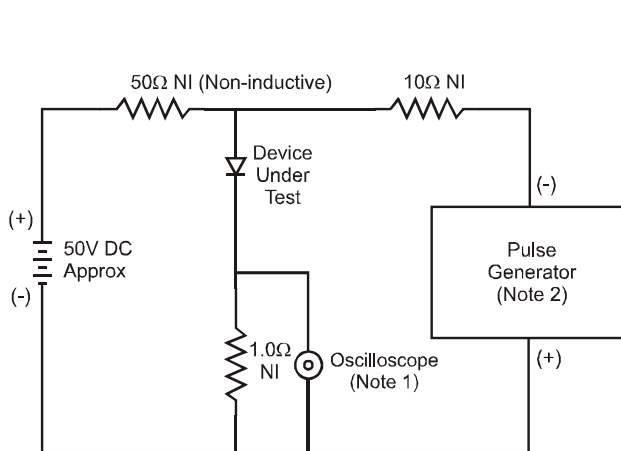 50Ω NI (Non-inductive)
10Ω NI
Device
Under
Test
(-)
(+)
50V DC
Approx
(-)
Pulse
Generator
(Note 2)
1.0Ω
NI
Oscilloscope
(Note 1)
(+)